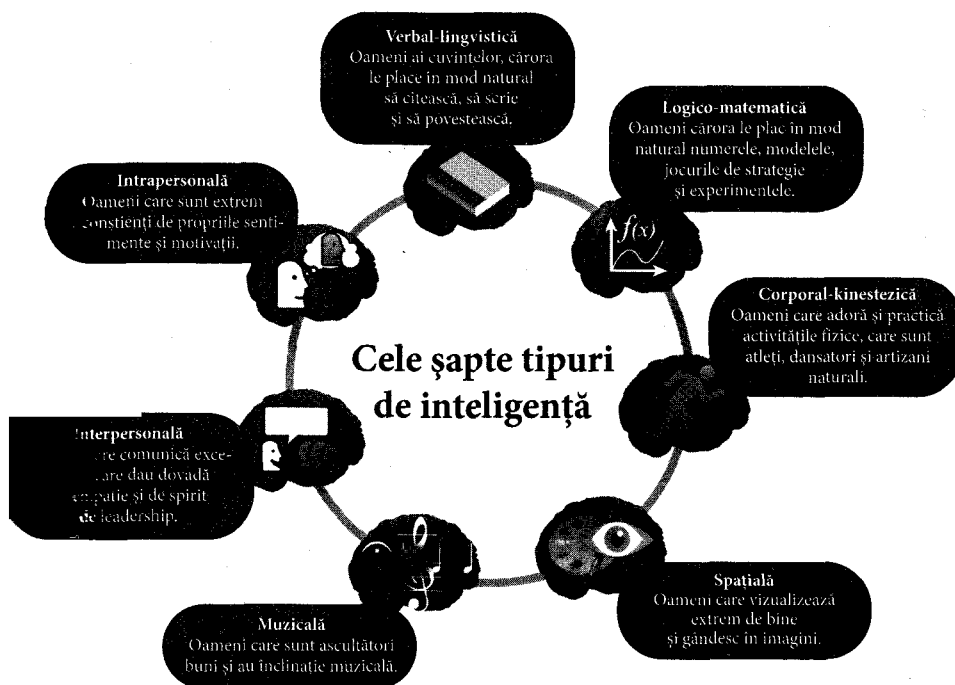 Verbal-lingvistică
Oameni ai cuvintelor, cărora
le place în mod natural
să citească, să scrie
și să povestească.
Logico-matematică
Oameni cărora le plac în mod
natural numerele, modelele,
jocurile de strategie
și experimentele.
f(x)
Corporal-kinestezică
Oameni care adoră și practică
activitățile fizice, care sunt
atleți, dansatori și artizani
naturali.
Spațială
Oameni care vizualizează
extrem de bine
și gândesc în imagini.
Muzicală
Oameni care sunt ascultători
buni și au înclinație muzicală.
nterpersonală
re comunică exce-
are dau dovadă
patie și de spirit
de leadership.
Intrapersonală
Oameni care sunt extrem
conștienți de propriile senti-
mente și motivații.
Cele șapte tipuri
de inteligență